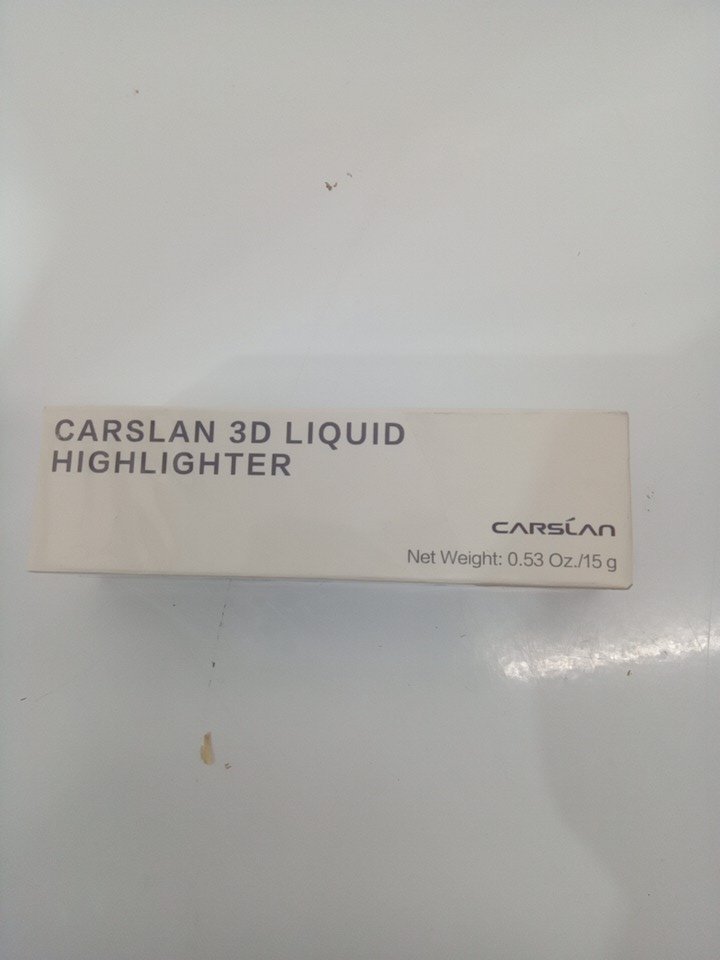 CARSLAN 3D LIQUID
HIGHLIGHTER
CARSLAN
Net Weight: 0.53 Oz./15 g